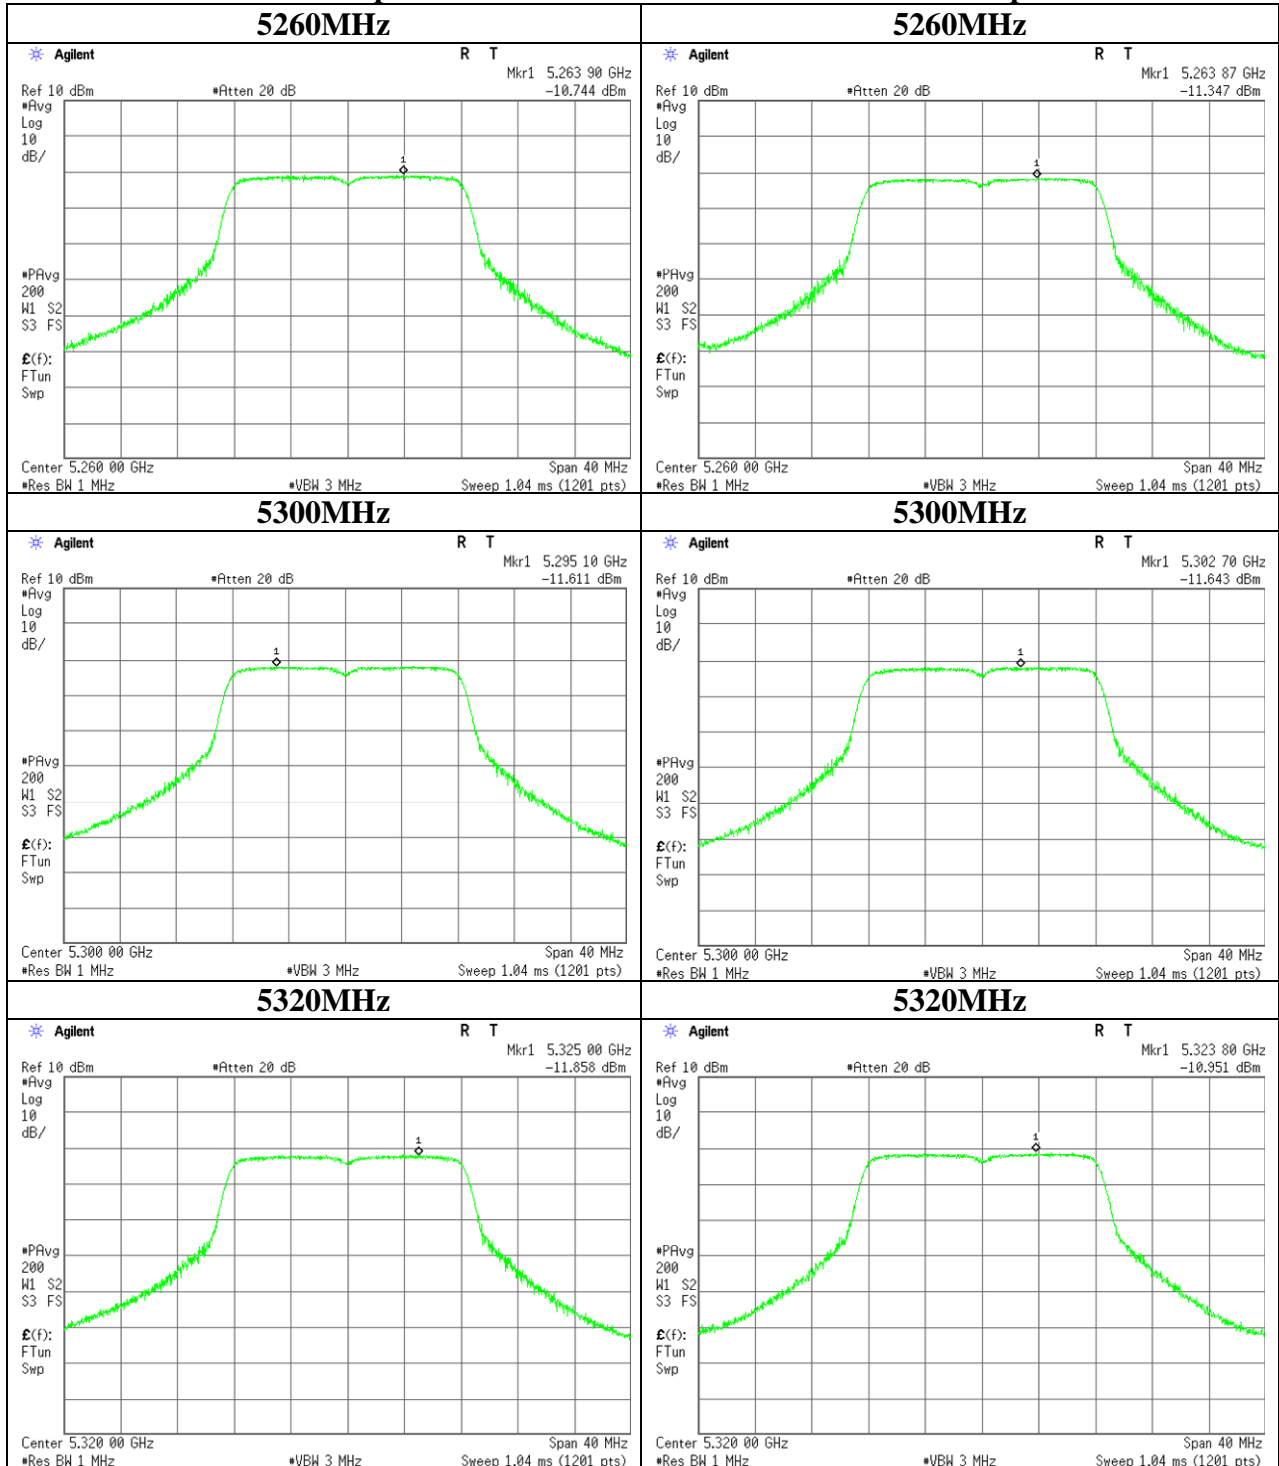 5260MHz
Agilent
R T
Mkr1 5.263 90 GHz
Ref 10 dBm #Atten 20 dB -10.744 dBm
#Avg
Log
10
dB/
1
#PAvg
200
W1 S2
S3 FS
£(f):
FTun
Swp
Center 5.260 00 GHz Span 40 MHz
#Res BW 1 MHz #VBW 3 MHz Sweep 1.04 ms (1201 pts)
5260MHz
Agilent
R T
Mkr1 5.263 87 GHz
Ref 10 dBm #Atten 20 dB -11.347 dBm
#Avg
Log
10
dB/
1
#PAvg
200
W1 S2
S3 FS
£(f):
FTun
Swp
Center 5.260 00 GHz Span 40 MHz
#Res BW 1 MHz #VBW 3 MHz Sweep 1.04 ms (1201 pts)
5300MHz
Agilent
R T
Mkr1 5.295 10 GHz
Ref 10 dBm #Atten 20 dB -11.611 dBm
#Avg
Log
10
dB/
1
#PAvg
200
W1 S2
S3 FS
£(f):
FTun
Swp
Center 5.300 00 GHz Span 40 MHz
#Res BW 1 MHz #VBW 3 MHz Sweep 1.04 ms (1201 pts)
5300MHz
Agilent
R T
Mkr1 5.302 70 GHz
Ref 10 dBm #Atten 20 dB -11.643 dBm
#Avg
Log
10
dB/
1
#PAvg
200
W1 S2
S3 FS
£(f):
FTun
Swp
Center 5.300 00 GHz Span 40 MHz
#Res BW 1 MHz #VBW 3 MHz Sweep 1.04 ms (1201 pts)
5320MHz
Agilent
R T
Mkr1 5.325 00 GHz
Ref 10 dBm #Atten 20 dB -11.858 dBm
#Avg
Log
10
dB/
1
#PAvg
200
W1 S2
S3 FS
£(f):
FTun
Swp
Center 5.320 00 GHz Span 40 MHz
#Res BW 1 MHz #VBW 3 MHz Sweep 1.04 ms (1201 pts)
5320MHz
Agilent
R T
Mkr1 5.323 80 GHz
Ref 10 dBm #Atten 20 dB -10.951 dBm
#Avg
Log
10
dB/
1
#PAvg
200
W1 S2
S3 FS
£(f):
FTun
Swp
Center 5.320 00 GHz Span 40 MHz
#Res BW 1 MHz #VBW 3 MHz Sweep 1.04 ms (1201 pts)